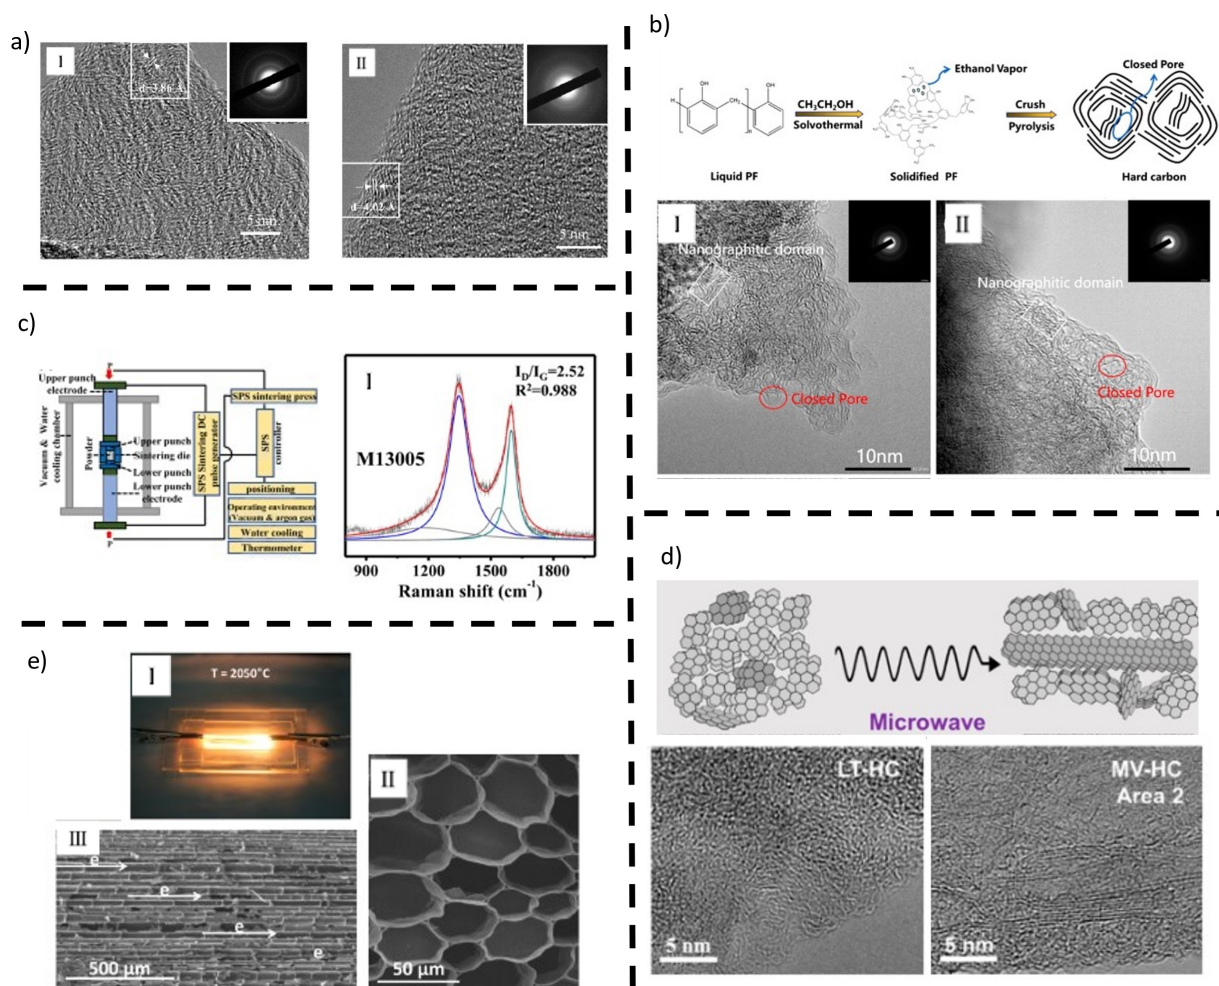 a)
I
d=3.86 Å
5 nm
II
d=4.02 Å
5 nm
b)
H
OH
CH₂
OH
H
n
CH₃CH₂OH
Solvothermal
Ethanol Vapor
Crush
Pyrolysis
Closed Pore
Liquid PF
Solidified PF
Hard carbon
I
Nanographitic domain
Closed Pore
10nm
II
Nanographitic domain
Closed Pore
10nm
c)
P
Upper punch
electrode
Vacuum & Water
cooling chamber
Powder
Upper punch
Sintering die
Lower punch
Lower punch
electrode
P
SPS Sintering DC
pulse generator
SPS sintering press
SPS
controller
positioning
Operating environment
(Vacuum & argon gas)
Water cooling
Thermometer
I
I_D/I_G=2.52
R²=0.988
M13005
900 1200 1500 1800
Raman shift (cm⁻¹)
d)
Microwave
LT-HC
5 nm
MV-HC
Area 2
5 nm
e)
I
T = 2050°C
II
50 µm
III
e
e
e
e
500 µm